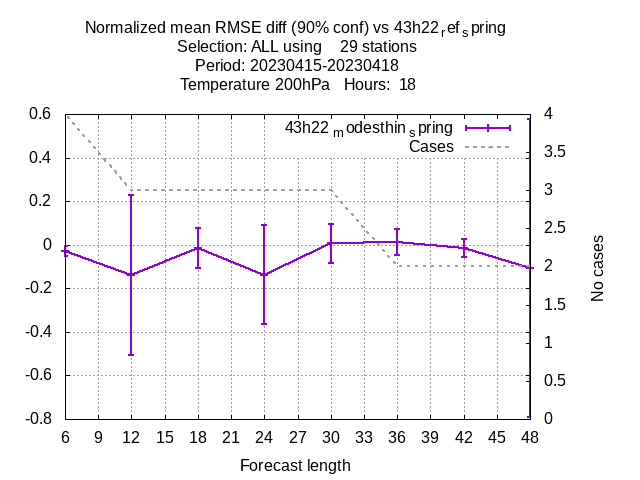 Normalized mean RMSE diff (90% conf) vs 43h22refspring
Selection: ALL using 29 stations
Period: 20230415-20230418
Temperature 200hPa Hours: 18
43h22modesthinspring
Cases
0.6
0.4
0.2
0
-0.2
-0.4
-0.6
-0.8
4
3.5
3
2.5
2
1.5
1
0.5
0
No cases
6 9 12 15 18 21 24 27 30 33 36 39 42 45 48
Forecast length